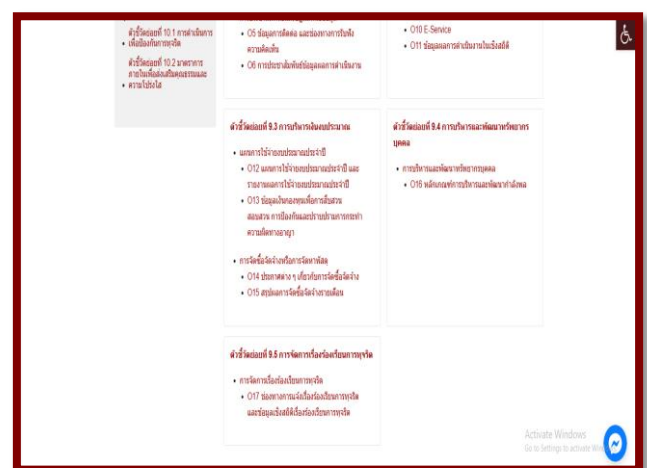 ตัวชี้วัดย่อยที่ 10.1 การดำเนินการ
เพื่อป้องกันการทุจริต
ตัวชี้วัดย่อยที่ 10.2 มาตรการ
ภายในเพื่อส่งเสริมคุณธรรมและ
ความโปร่งใส
O5 ข้อมูลการติดต่อ และช่องทางการรับฟัง
ความคิดเห็น
O6 การประชาสัมพันธ์ข้อมูลผลการดำเนินงาน
O10 E-Service
O11 ข้อมูลผลการดำเนินงานในเชิงสถิติ
ตัวชี้วัดย่อยที่ 9.3 การบริหารเงินงบประมาณ
แผนการใช้จ่ายงบประมาณประจำปี
O12 แผนการใช้จ่ายงบประมาณประจำปี และ
รายงานผลการใช้จ่ายงบประมาณประจำปี
O13 ข้อมูลเงินกองทุนเพื่อการสืบสวน
สอบสวน การป้องกันและปราบปรามการกระทำ
ความผิดทางอาญา
การจัดซื้อจัดจ้างหรือการจัดหาพัสดุ
O14 ประกาศต่าง ๆ เกี่ยวกับการจัดซื้อจัดจ้าง
O15 สรุปผลการจัดซื้อจัดจ้างรายเดือน
ตัวชี้วัดย่อยที่ 9.4 การบริหารและพัฒนาทรัพยากร
บุคคล
การบริหารและพัฒนาทรัพยากรบุคคล
O16 หลักเกณฑ์การบริหารและพัฒนากำลังพล
ตัวชี้วัดย่อยที่ 9.5 การจัดการเรื่องร้องเรียนการทุจริต
การจัดการเรื่องร้องเรียนการทุจริต
O17 ช่องทางการแจ้งเรื่องร้องเรียนการทุจริต
และข้อมูลเชิงสถิติเรื่องร้องเรียนการทุจริต
Activate Windows
Go to Settings to activate